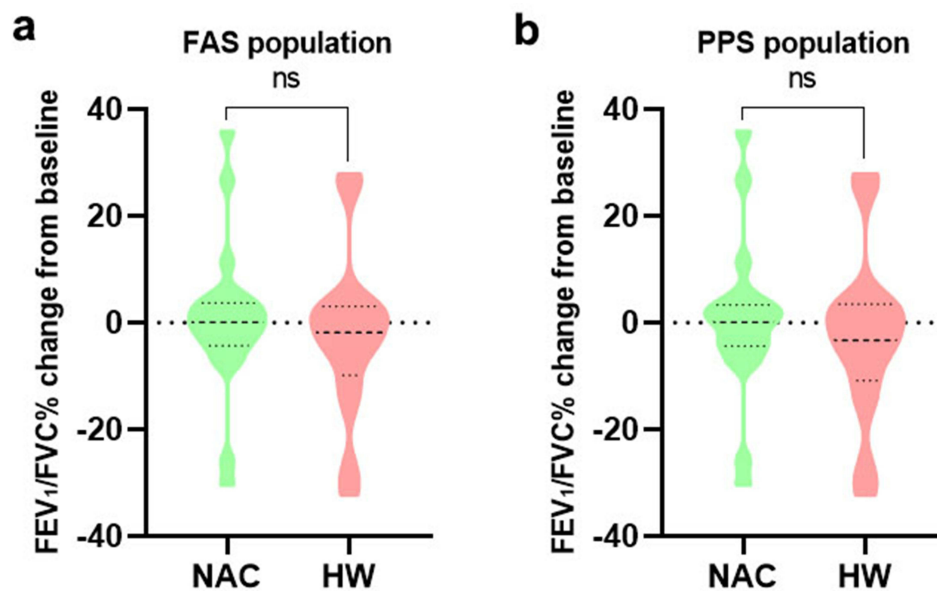 a
FAS population
ns
FEV₁/FVC% change from baseline
40
20
0
-20
-40
NAC
HW
b
PPS population
ns
FEV₁/FVC% change from baseline
40
20
0
-20
-40
NAC
HW